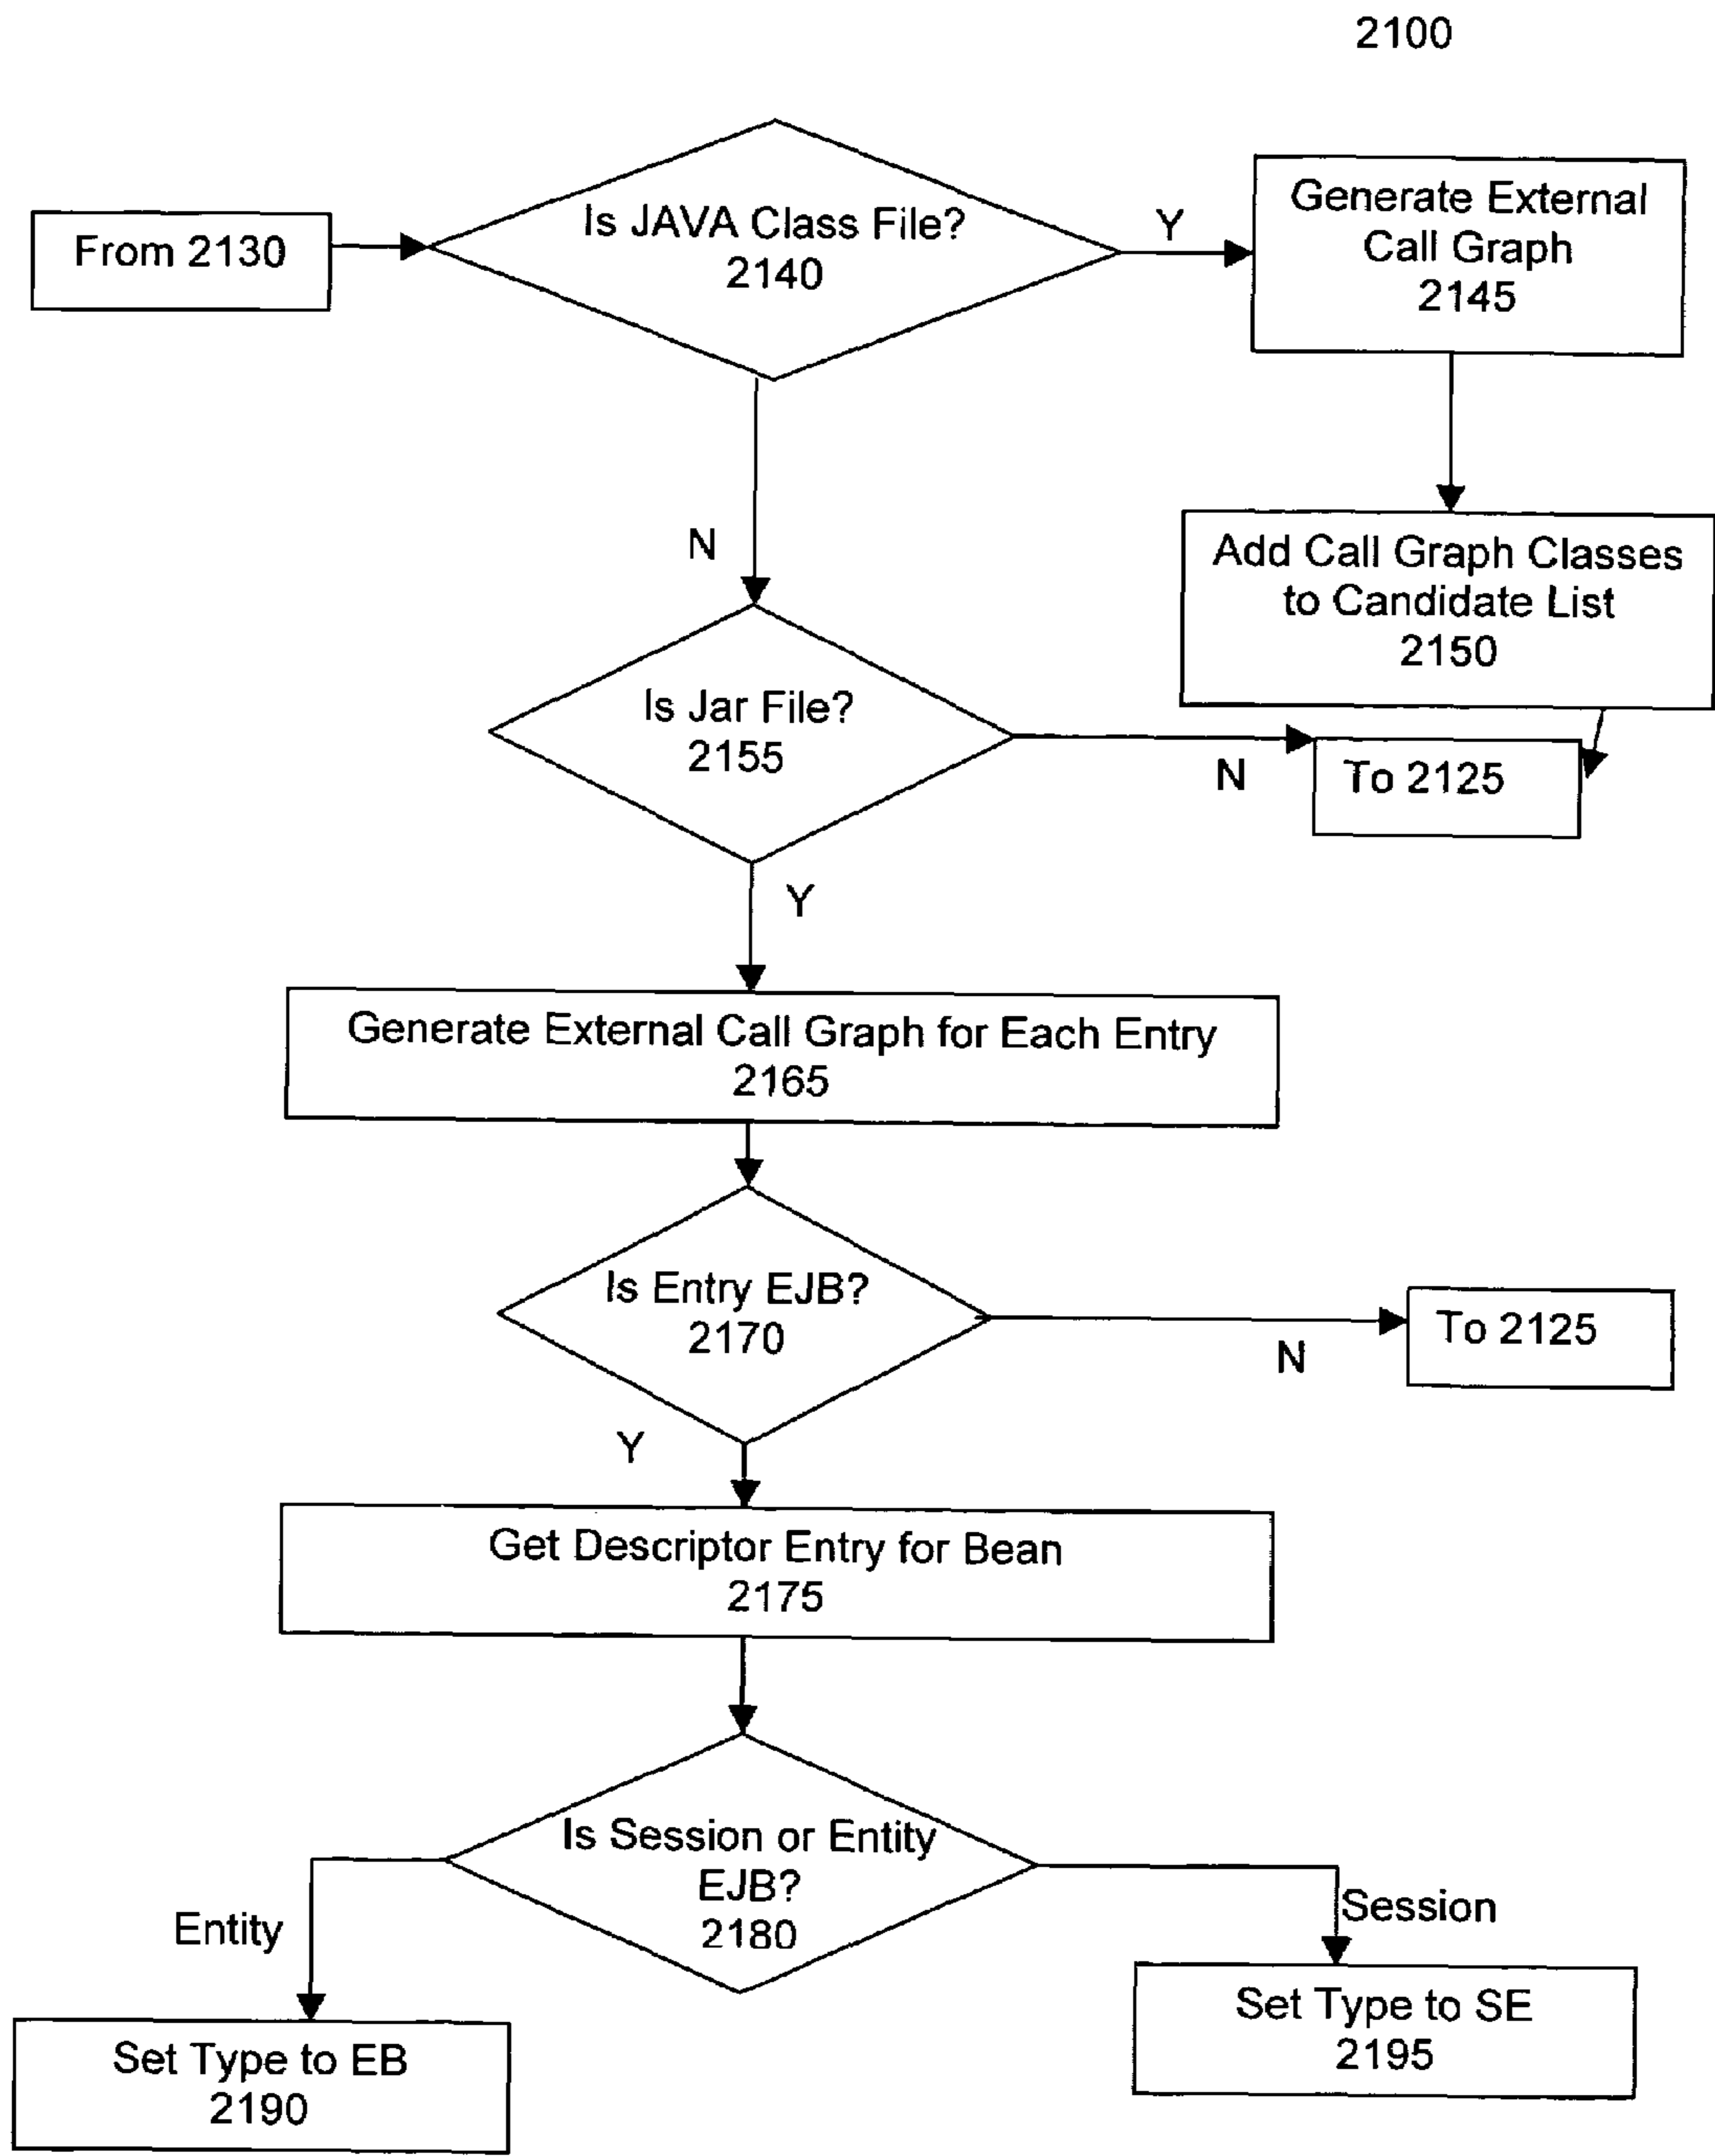 2100
From 2130
Is JAVA Class File?
2140
Y
Generate External
Call Graph
2145
N
Add Call Graph Classes
to Candidate List
2150
Is Jar File?
2155
N
To 2125
Y
Generate External Call Graph for Each Entry
2165
Is Entry EJB?
2170
N
To 2125
Y
Get Descriptor Entry for Bean
2175
Is Session or Entity
EJB?
2180
Entity
Session
Set Type to EB
2190
Set Type to SE
2195